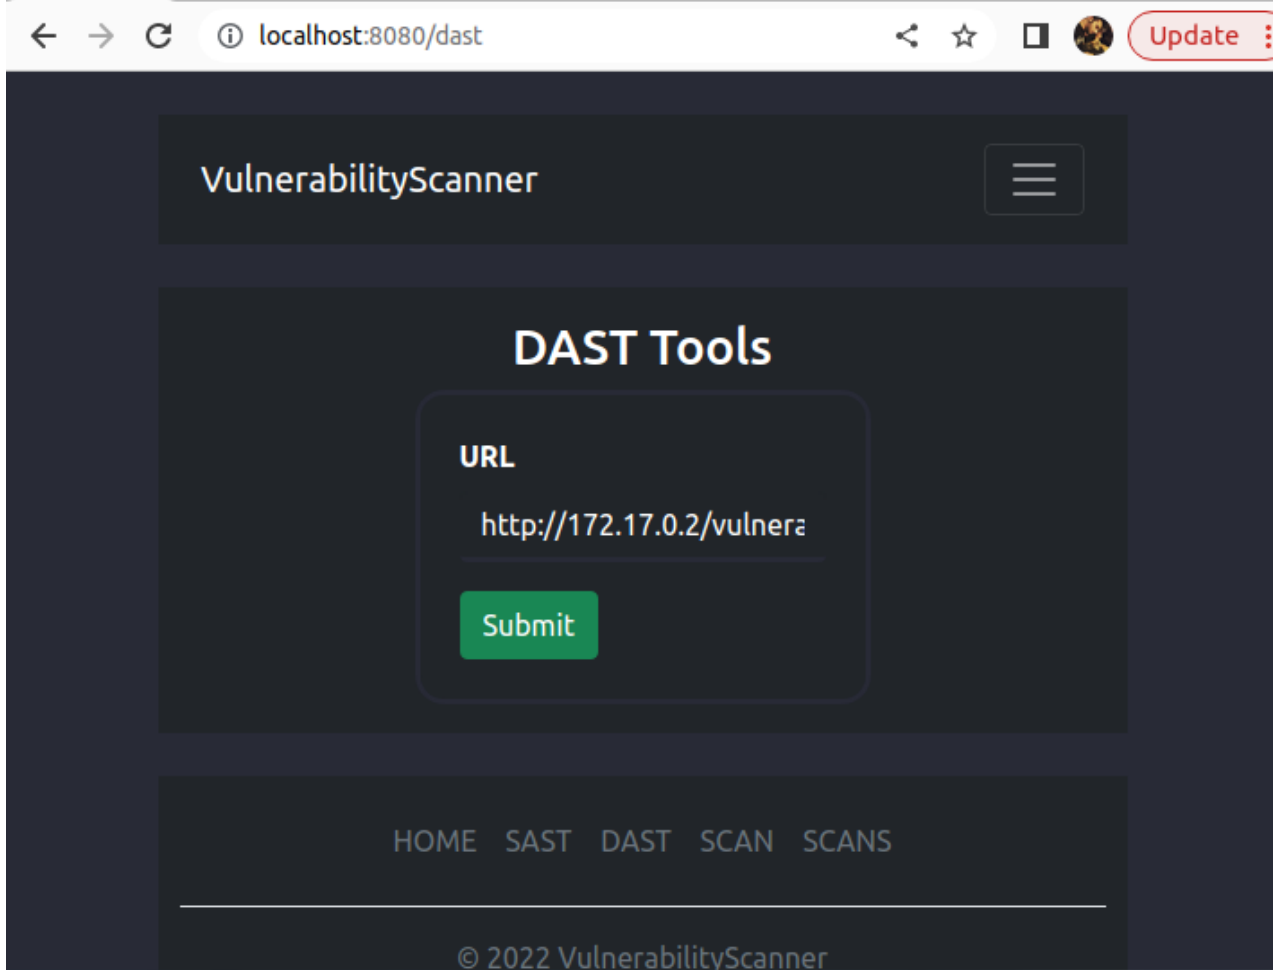 localhost:8080/dast
Update
VulnerabilityScanner
DAST Tools
URL
http://172.17.0.2/vulnera
Submit
HOME SAST DAST SCAN SCANS
© 2022 VulnerabilityScanner